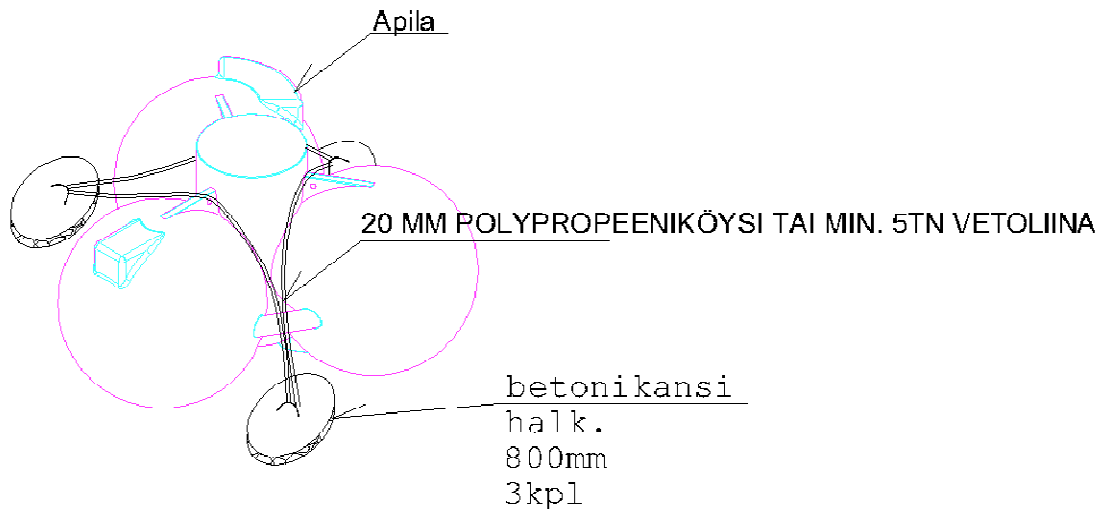 Apila
20 MM POLYPROPEENIKÖYSI TAI MIN. 5TN VETOLIINA
betonikansi
halk.
800mm
3kpl